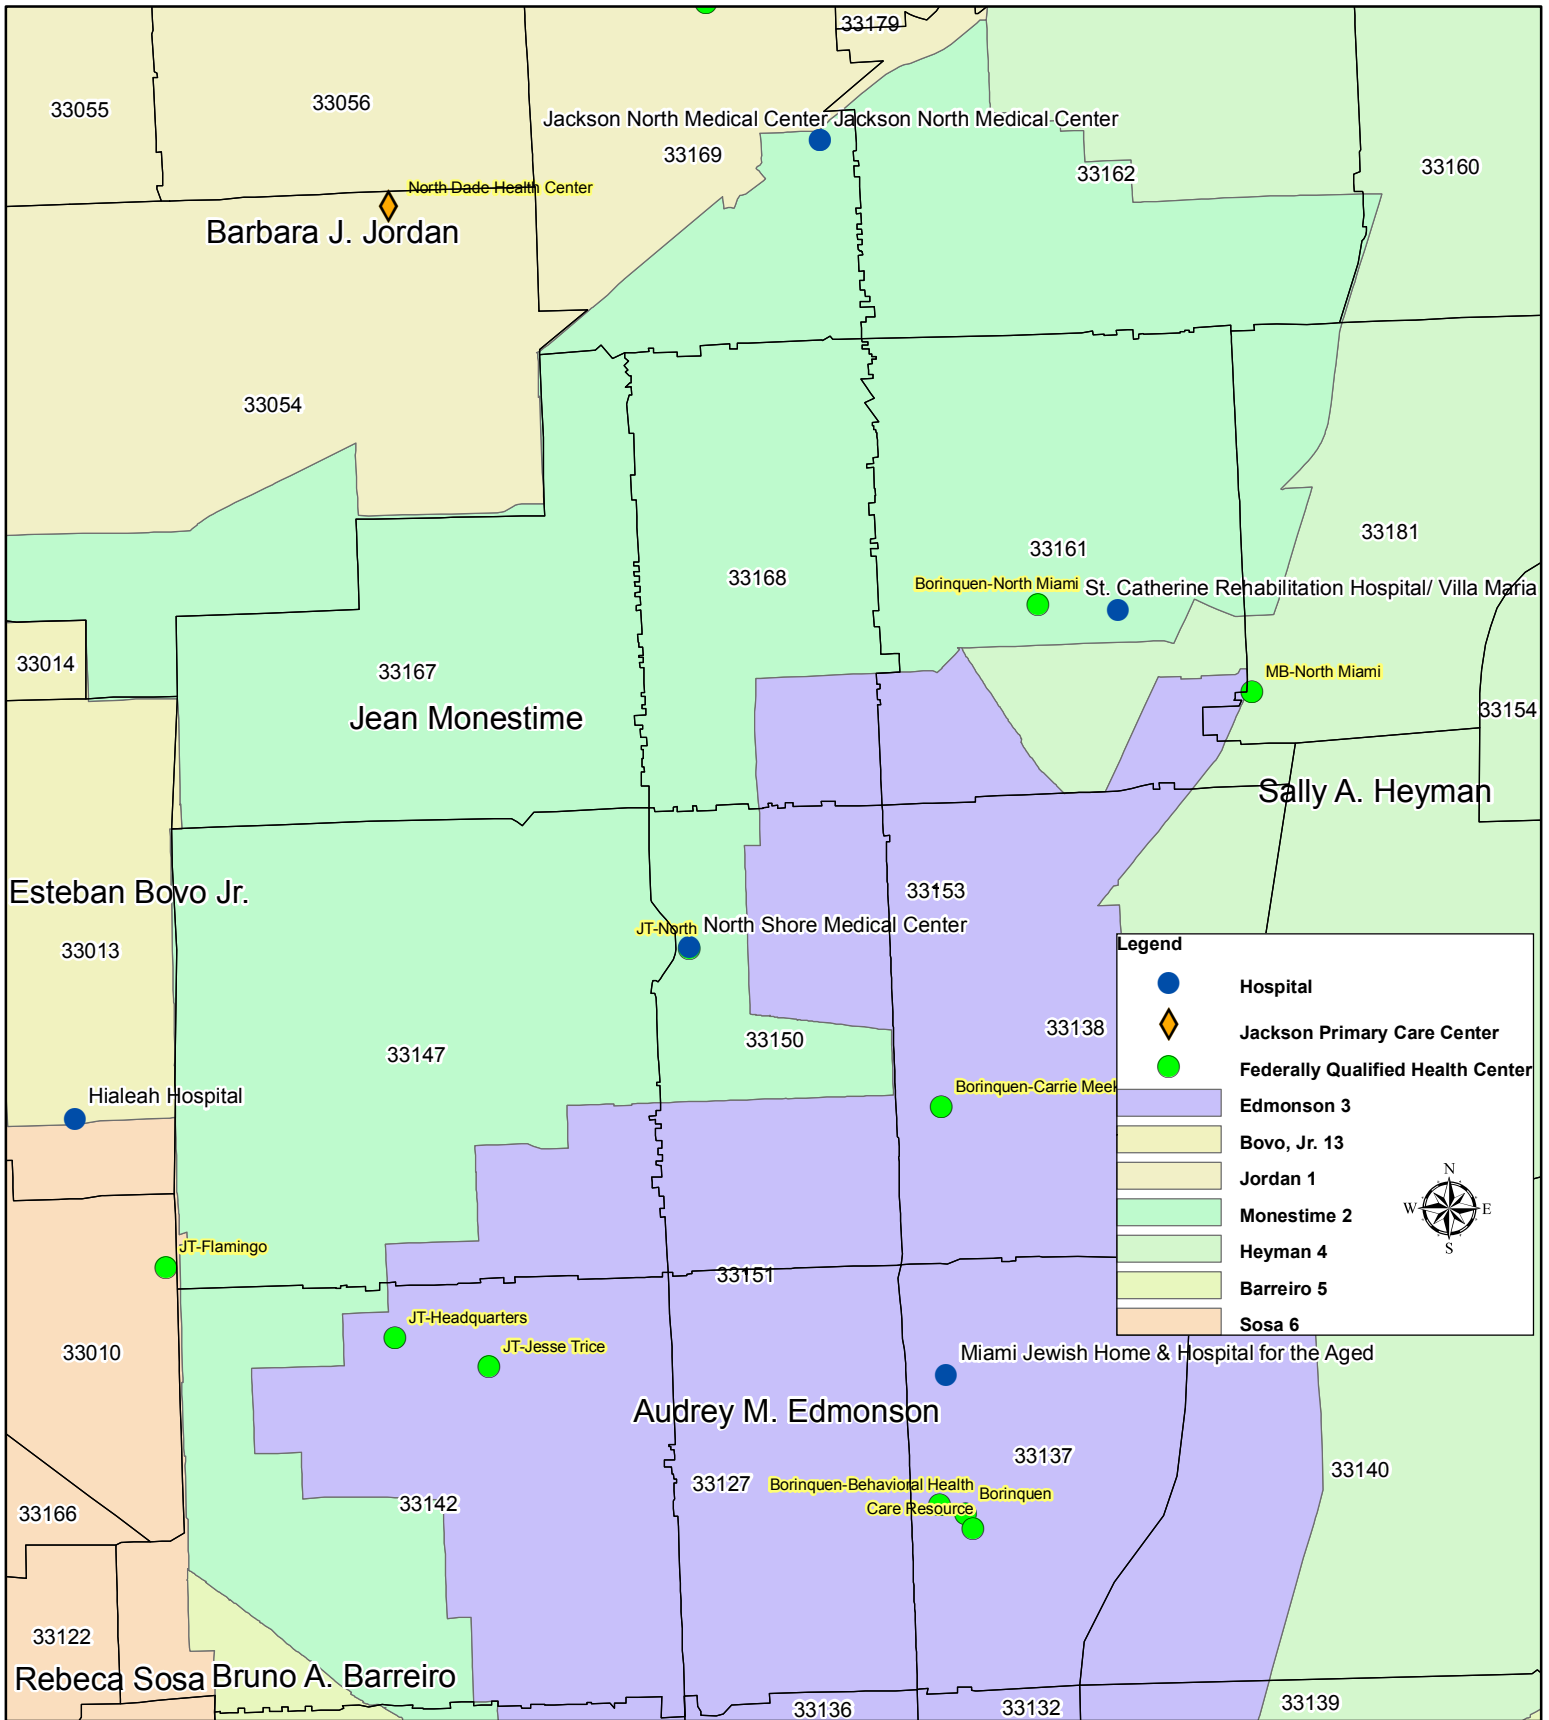 33179
33055
33056
Jackson North Medical Center Jackson North Medical Center
33169
33162
33160
North Dade Health Center
Barbara J. Jordan
33054
33181
33161
33168
Borinquen-North Miami
St. Catherine Rehabilitation Hospital/ Villa Maria
33014
33167
MB-North Miami
33154
Jean Monestime
Sally A. Heyman
Esteban Bovo Jr.
33153
JT-North
North Shore Medical Center
33013
33138
33150
33147
Borinquen-Carrie Meek
Hialeah Hospital
Legend
Hospital
Jackson Primary Care Center
Federally Qualified Health Center
Edmonson 3
Bovo, Jr. 13
Jordan 1
Monestime 2
Heyman 4
Barreiro 5
Sosa 6
N
W
E
S
JT-Flamingo
33151
JT-Headquarters
JT-Jesse Trice
33010
Miami Jewish Home & Hospital for the Aged
Audrey M. Edmonson
33137
33140
33127
Borinquen-Behavioral Health
Borinquen
Care Resource
33142
33166
33122
Rebeca Sosa
Bruno A. Barreiro
33136
33132
33139